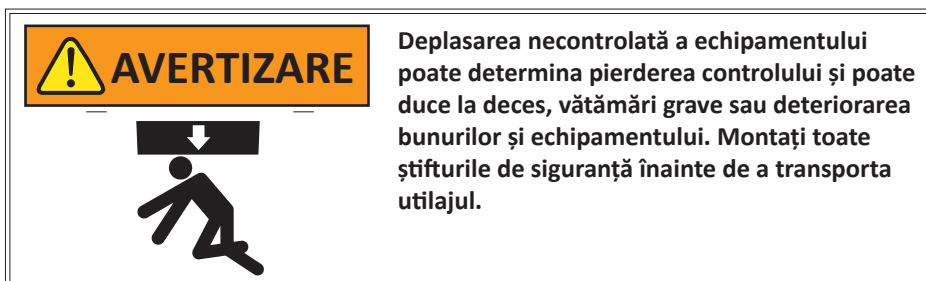 AVERTIZARE
Deplasarea necontrolată a echipamentului
poate determina pierderea controlului și poate
duce la deces, vătămări grave sau deteriorarea
bunurilor și echipamentului. Montați toate
știfturile de siguranță înainte de a transporta
utilajul.